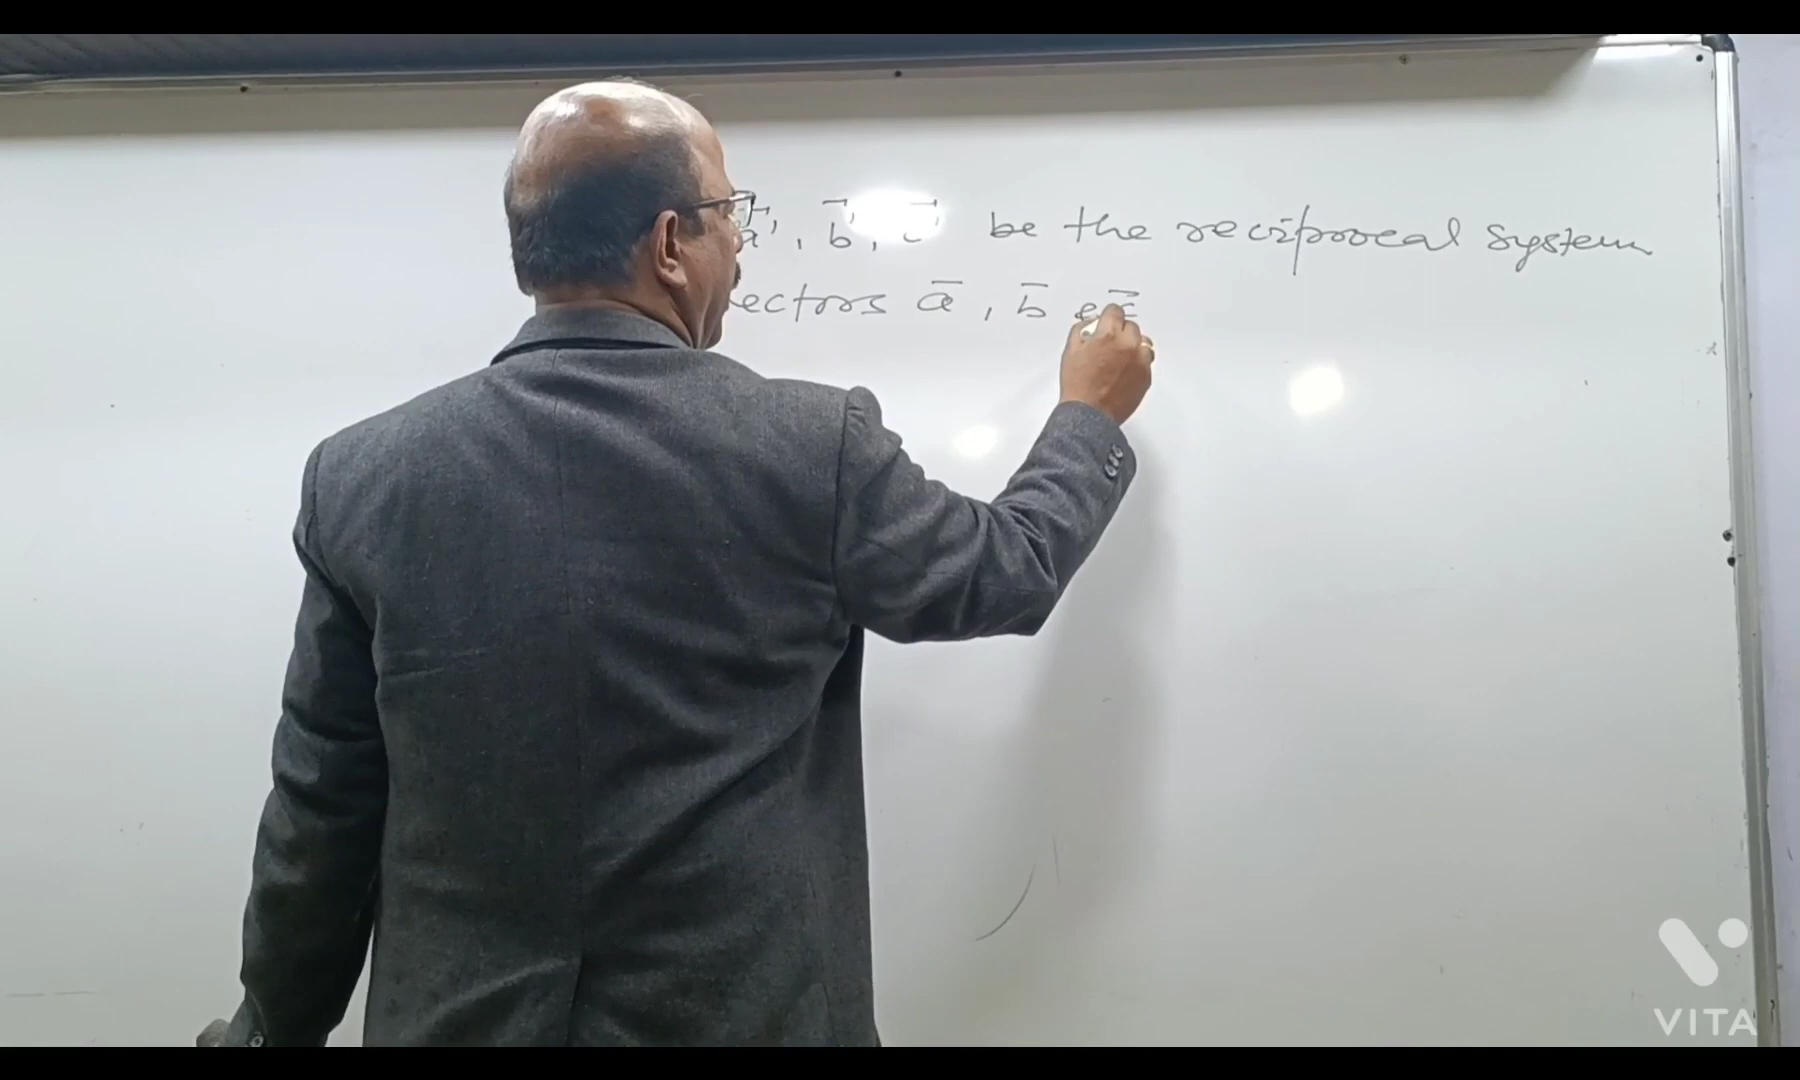 a⃗', b⃗', c⃗' be the reciprocal system
ectors a⃗, b⃗ & c⃗
VITA